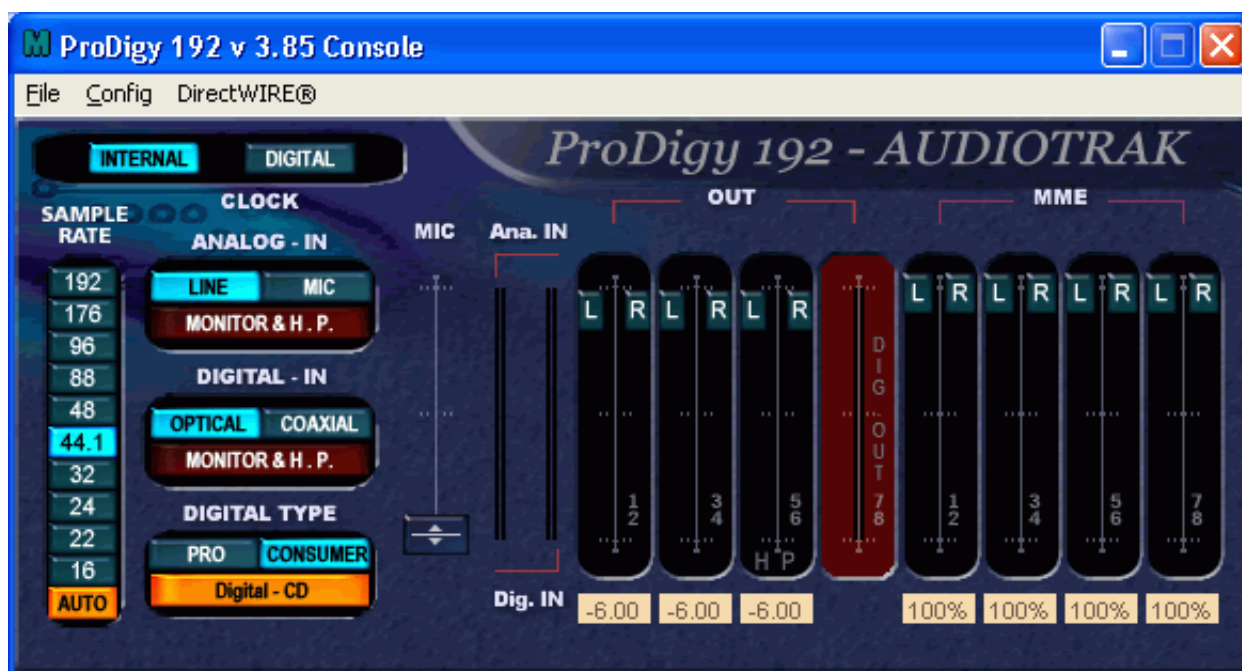 ProDigy 192 v 3.85 Console
File Config DirectWIRE®
ProDigy 192 - AUDIOTRAK
INTERNAL DIGITAL
CLOCK
SAMPLE
RATE
192
176
96
88
48
44.1
32
24
22
16
AUTO
ANALOG - IN
LINE MIC
MONITOR & H . P .
DIGITAL - IN
OPTICAL COAXIAL
MONITOR & H . P .
DIGITAL TYPE
PRO CONSUMER
Digital - CD
MIC
Ana. IN
Dig. IN
OUT
L R L R L R
1 2
3 4
5 6
H P
DIG . OUT 7 8
-6.00 -6.00 -6.00
MME
L R L R L R L R
1 2
3 4
5 6
7 8
100% 100% 100% 100%